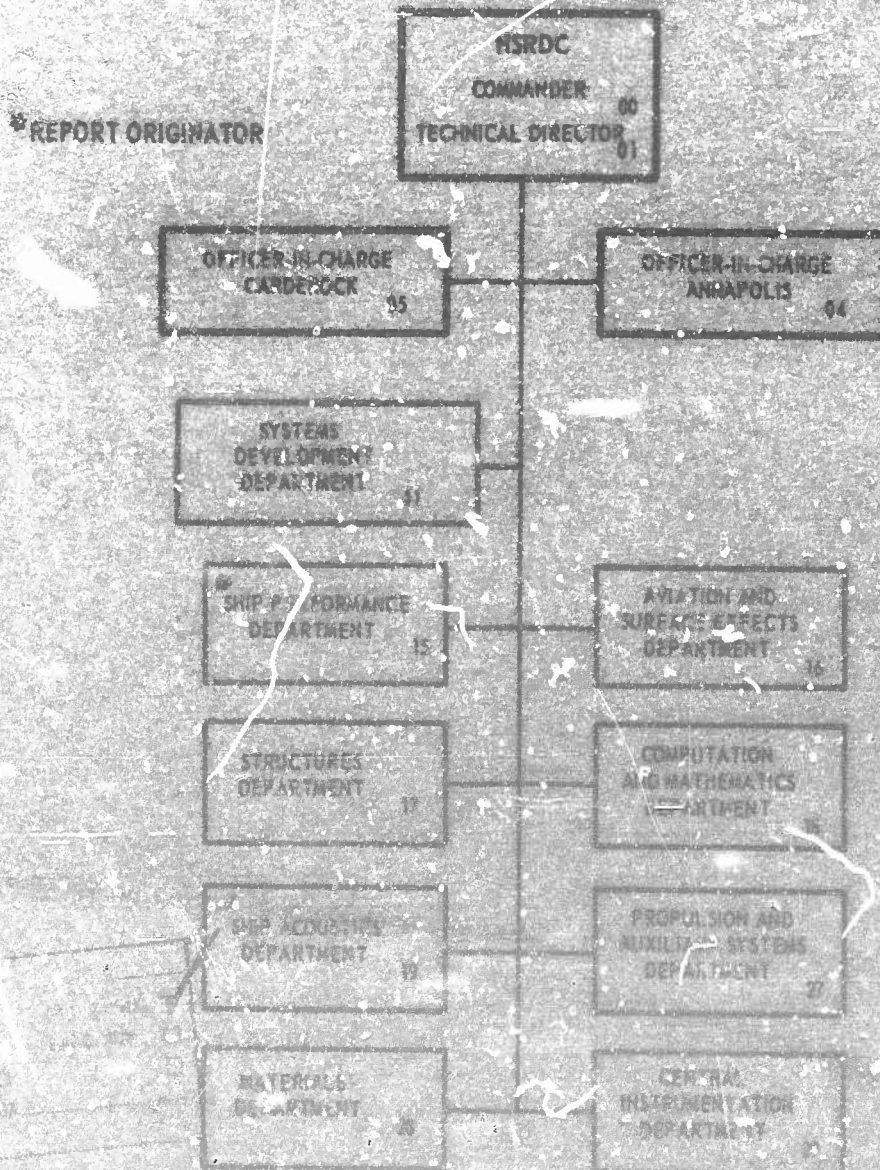 NSRDC
COMMANDER
00
TECHNICAL DIRECTOR
01
*REPORT ORIGINATOR
OFFICER-IN-CHARGE
CARDEROCK
05
OFFICER-IN-CHARGE
ANNAPOLIS
04
SYSTEMS
DEVELOPMENT
DEPARTMENT
11
*
SHIP PERFORMANCE
DEPARTMENT
15
AVIATION AND
SURFACE EFFECTS
DEPARTMENT
16
STRUCTURES
DEPARTMENT
17
COMPUTATION
AND MATHEMATICS
DEPARTMENT
SHIP ACOUSTICS
DEPARTMENT
19
PROPULSION AND
AUXILIARY SYSTEMS
DEPARTMENT
27
MATERIALS
DEPARTMENT
CENTRAL
INSTRUMENTATION
DEPARTMENT